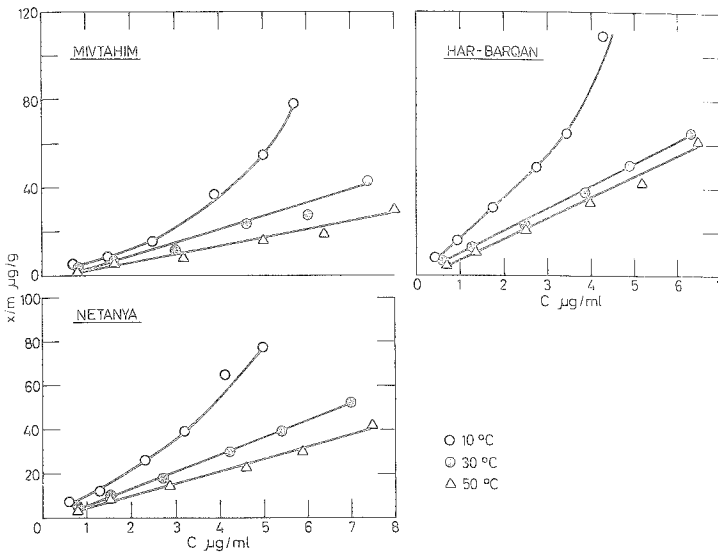 120
80
40
0
MIVTAHIM
x/m µg/g
HAR-BARQAN
0 1 2 3 4 5 6 7
C µg/ml
100
80
60
40
20
NETANYA
0 1 2 3 4 5 6 7 8
C µg/ml
10 °C
30 °C
50 °C